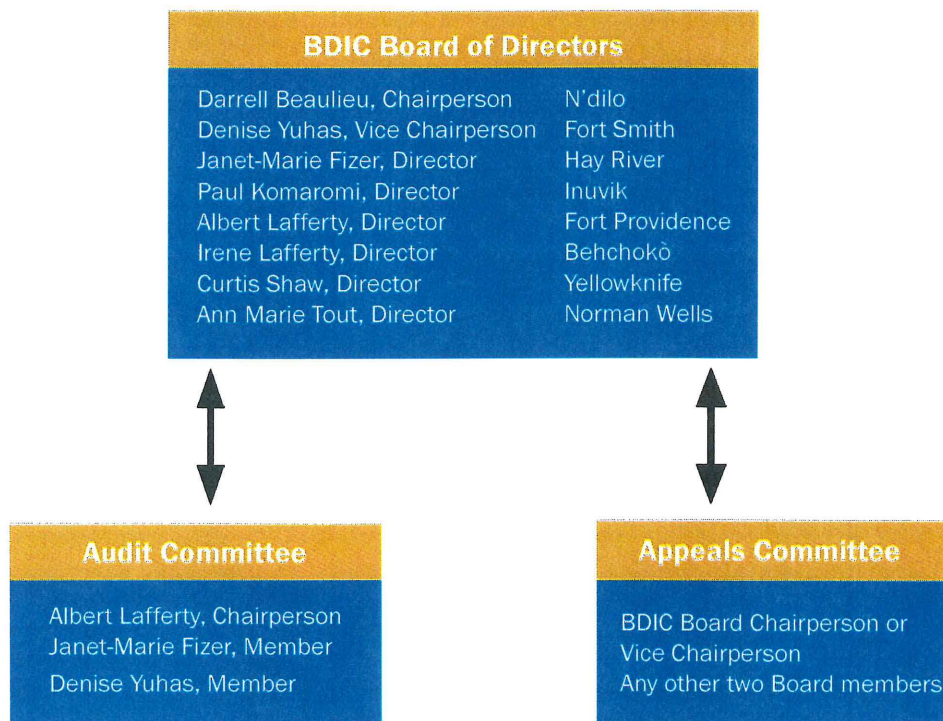 BDIC Board of Directors
Darrell Beaulieu, Chairperson N'dilo
Denise Yuhas, Vice Chairperson Fort Smith
Janet-Marie Fizer, Director Hay River
Paul Komaromi, Director Inuvik
Albert Lafferty, Director Fort Providence
Irene Lafferty, Director Behchokò
Curtis Shaw, Director Yellowknife
Ann Marie Tout, Director Norman Wells
Audit Committee
Albert Lafferty, Chairperson
Janet-Marie Fizer, Member
Denise Yuhas, Member
Appeals Committee
BDIC Board Chairperson or
Vice Chairperson
Any other two Board members